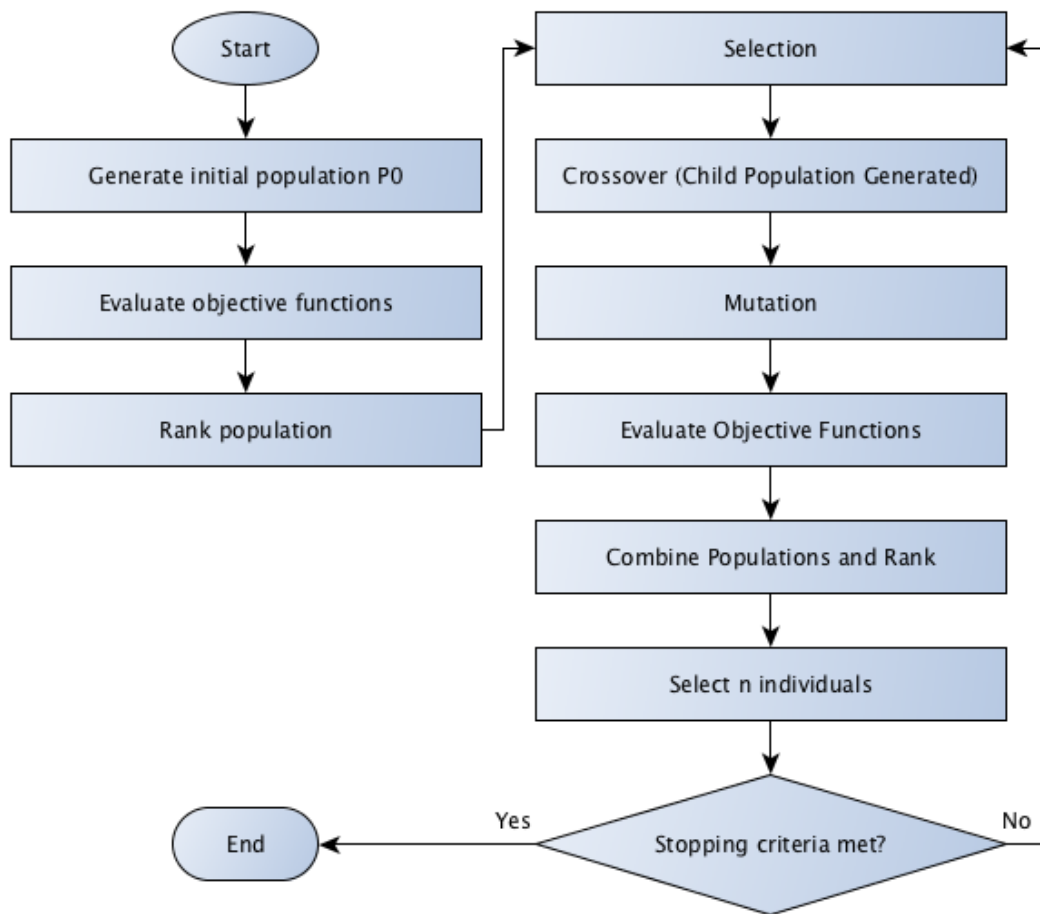 Start
Generate initial population P0
Evaluate objective functions
Rank population
Selection
Crossover (Child Population Generated)
Mutation
Evaluate Objective Functions
Combine Populations and Rank
Select n individuals
Stopping criteria met?
Yes
No
End